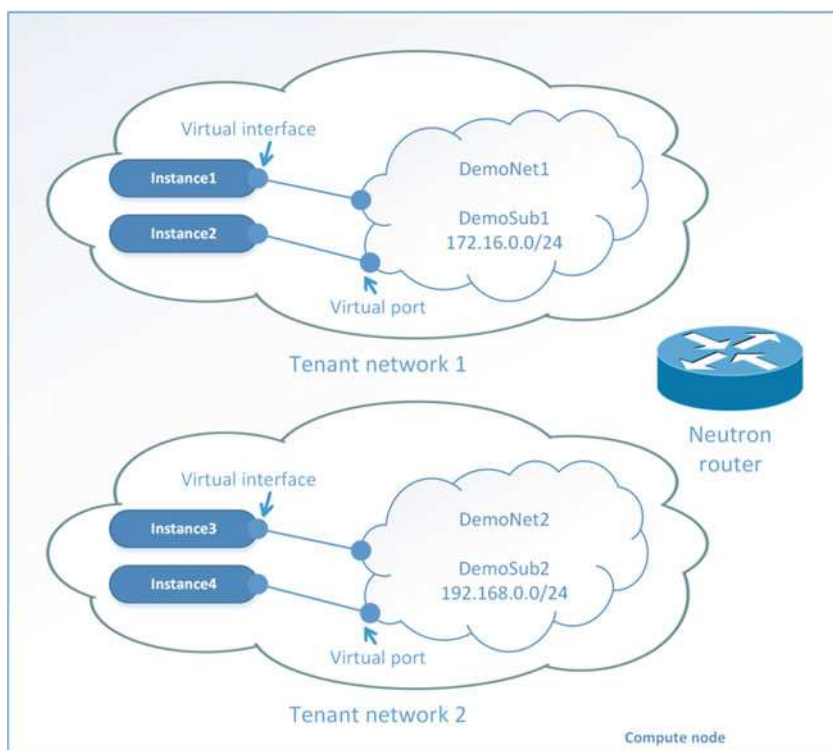 Virtual interface
Instance1
Instance2
DemoNet1
DemoSub1
172.16.0.0/24
Virtual port
Tenant network 1
Neutron
router
Virtual interface
Instance3
Instance4
DemoNet2
DemoSub2
192.168.0.0/24
Virtual port
Tenant network 2
Compute node